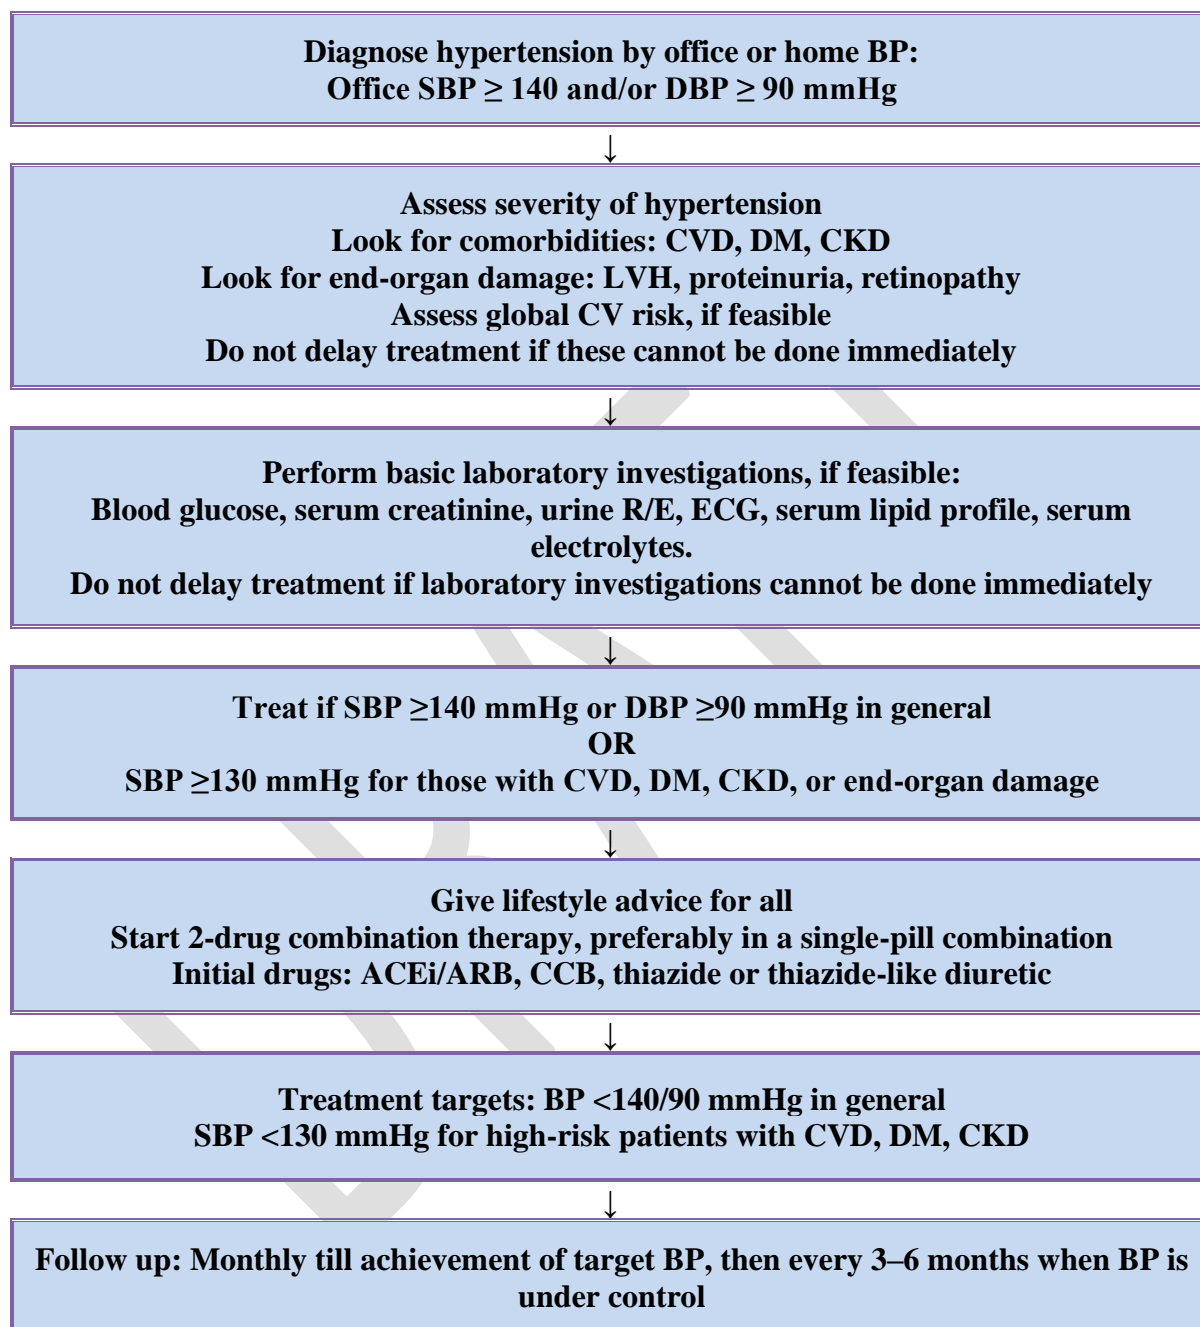 Diagnose hypertension by office or home BP:
Office SBP ≥ 140 and/or DBP ≥ 90 mmHg
↓
Assess severity of hypertension
Look for comorbidities: CVD, DM, CKD
Look for end-organ damage: LVH, proteinuria, retinopathy
Assess global CV risk, if feasible
Do not delay treatment if these cannot be done immediately
↓
Perform basic laboratory investigations, if feasible:
Blood glucose, serum creatinine, urine R/E, ECG, serum lipid profile, serum
electrolytes.
Do not delay treatment if laboratory investigations cannot be done immediately
↓
Treat if SBP ≥140 mmHg or DBP ≥90 mmHg in general
OR
SBP ≥130 mmHg for those with CVD, DM, CKD, or end-organ damage
↓
Give lifestyle advice for all
Start 2-drug combination therapy, preferably in a single-pill combination
Initial drugs: ACEi/ARB, CCB, thiazide or thiazide-like diuretic
↓
Treatment targets: BP <140/90 mmHg in general
SBP <130 mmHg for high-risk patients with CVD, DM, CKD
↓
Follow up: Monthly till achievement of target BP, then every 3–6 months when BP is
under control